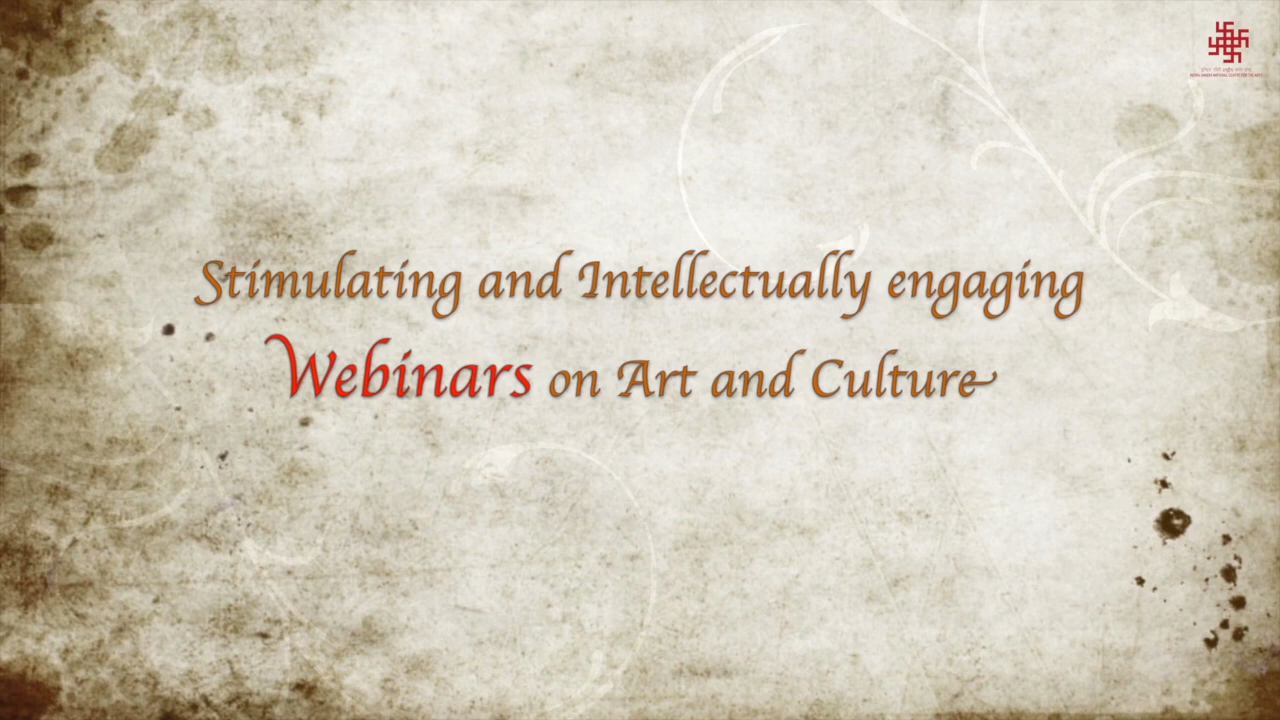 Stimulating and Intellectually engaging
Webinars on Art and Culture